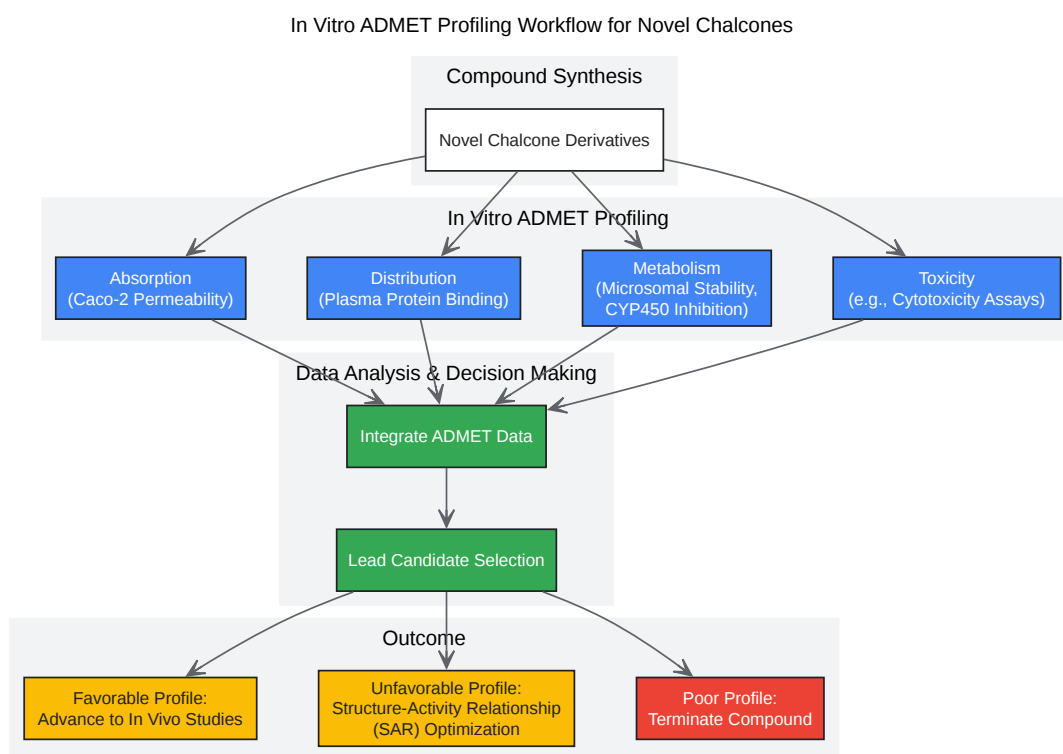 In Vitro ADMET Profiling Workflow for Novel Chalcones
Compound Synthesis
Novel Chalcone Derivatives
In Vitro ADMET Profiling
Absorption
(Caco-2 Permeability)
Distribution
(Plasma Protein Binding)
Metabolism
(Microsomal Stability,
CYP450 Inhibition)
Toxicity
(e.g., Cytotoxicity Assays)
Data Analysis & Decision Making
Integrate ADMET Data
Lead Candidate Selection
Outcome
Favorable Profile:
Advance to In Vivo Studies
Unfavorable Profile:
Structure-Activity Relationship
(SAR) Optimization
Poor Profile:
Terminate Compound